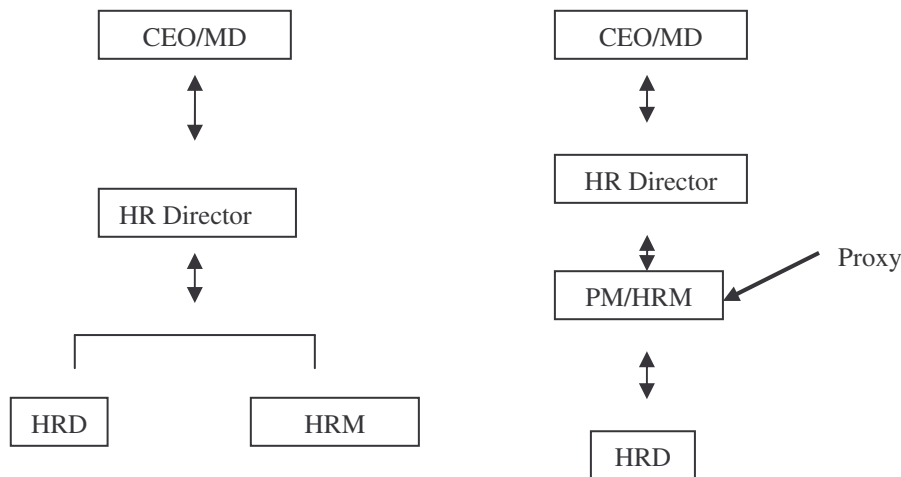 CEO/MD
HR Director
HRD
HRM
CEO/MD
HR Director
Proxy
PM/HRM
HRD